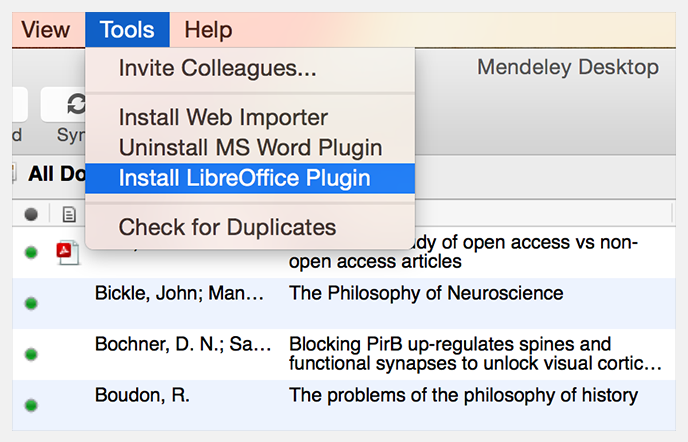 View Tools Help
Invite Colleagues...
Mendeley Desktop
Install Web Importer
Uninstall MS Word Plugin
Install LibreOffice Plugin
Check for Duplicates
d Syn
All Do
dy of open access vs non-
open access articles
Bickle, John; Man… The Philosophy of Neuroscience
Bochner, D. N.; Sa… Blocking PirB up-regulates spines and
functional synapses to unlock visual cortic…
Boudon, R. The problems of the philosophy of history